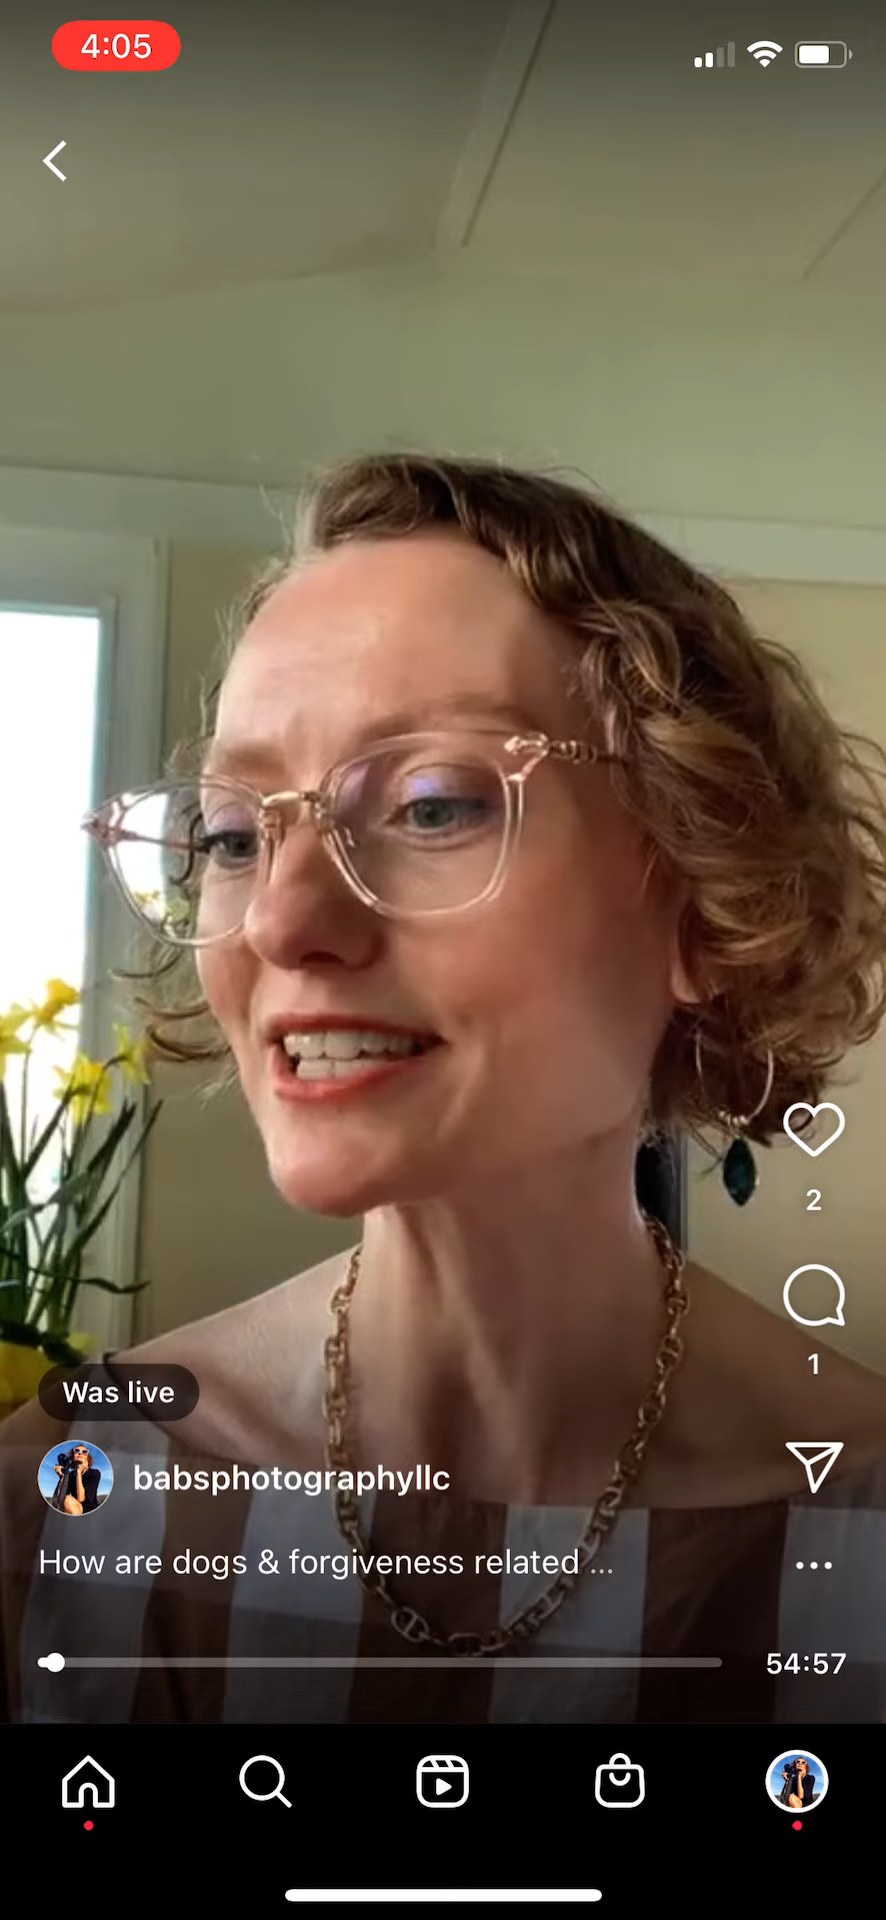 4:05
2
1
Was live
babsphotographyllc
How are dogs & forgiveness related ...
54:57